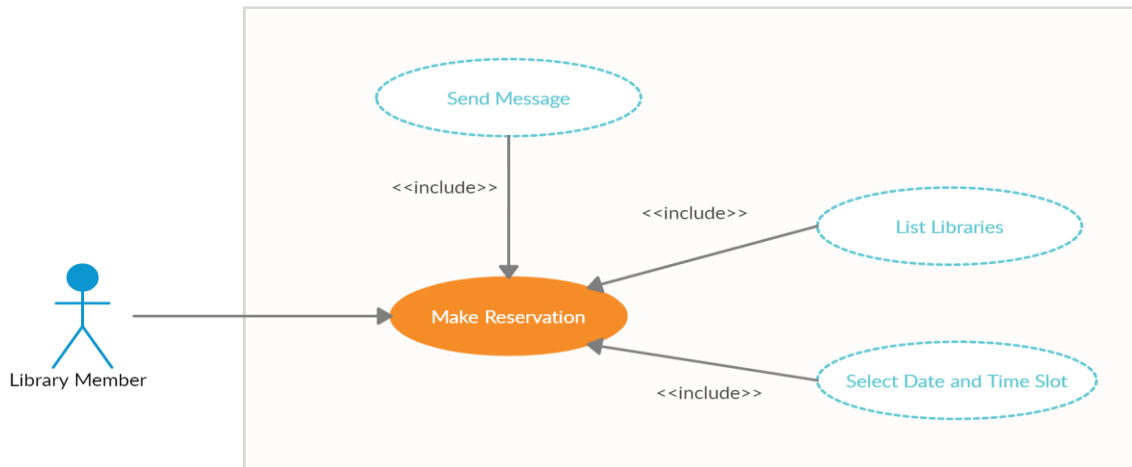 Send Message
<<include>>
<<include>>
List Libraries
Make Reservation
Library Member
Select Date and Time Slot
<<include>>